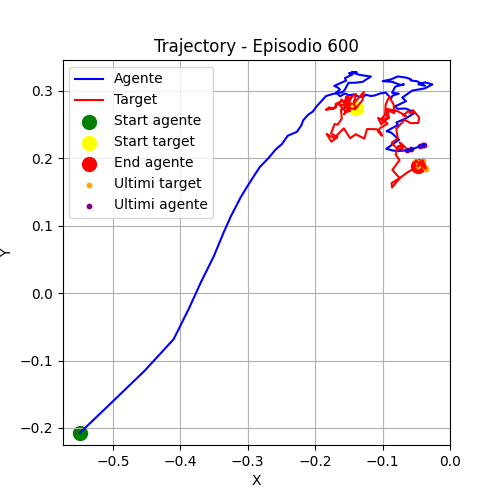 Trajectory - Episodio 600
Agente
Target
Start agente
Start target
End agente
Ultimi target
Ultimi agente
Y
0.3
0.2
0.1
0.0
−0.1
−0.2
−0.5
−0.4
−0.3
−0.2
−0.1
0.0
X